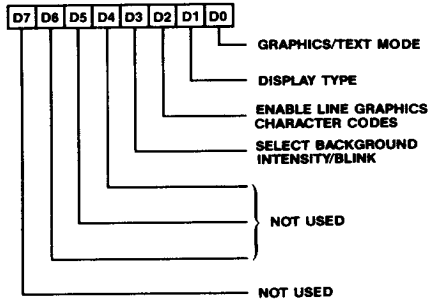 D7 D6 D5 D4 D3 D2 D1 D0
GRAPHICS/TEXT MODE
DISPLAY TYPE
ENABLE LINE GRAPHICS
CHARACTER CODES
SELECT BACKGROUND
INTENSITY/BLINK
NOT USED
NOT USED